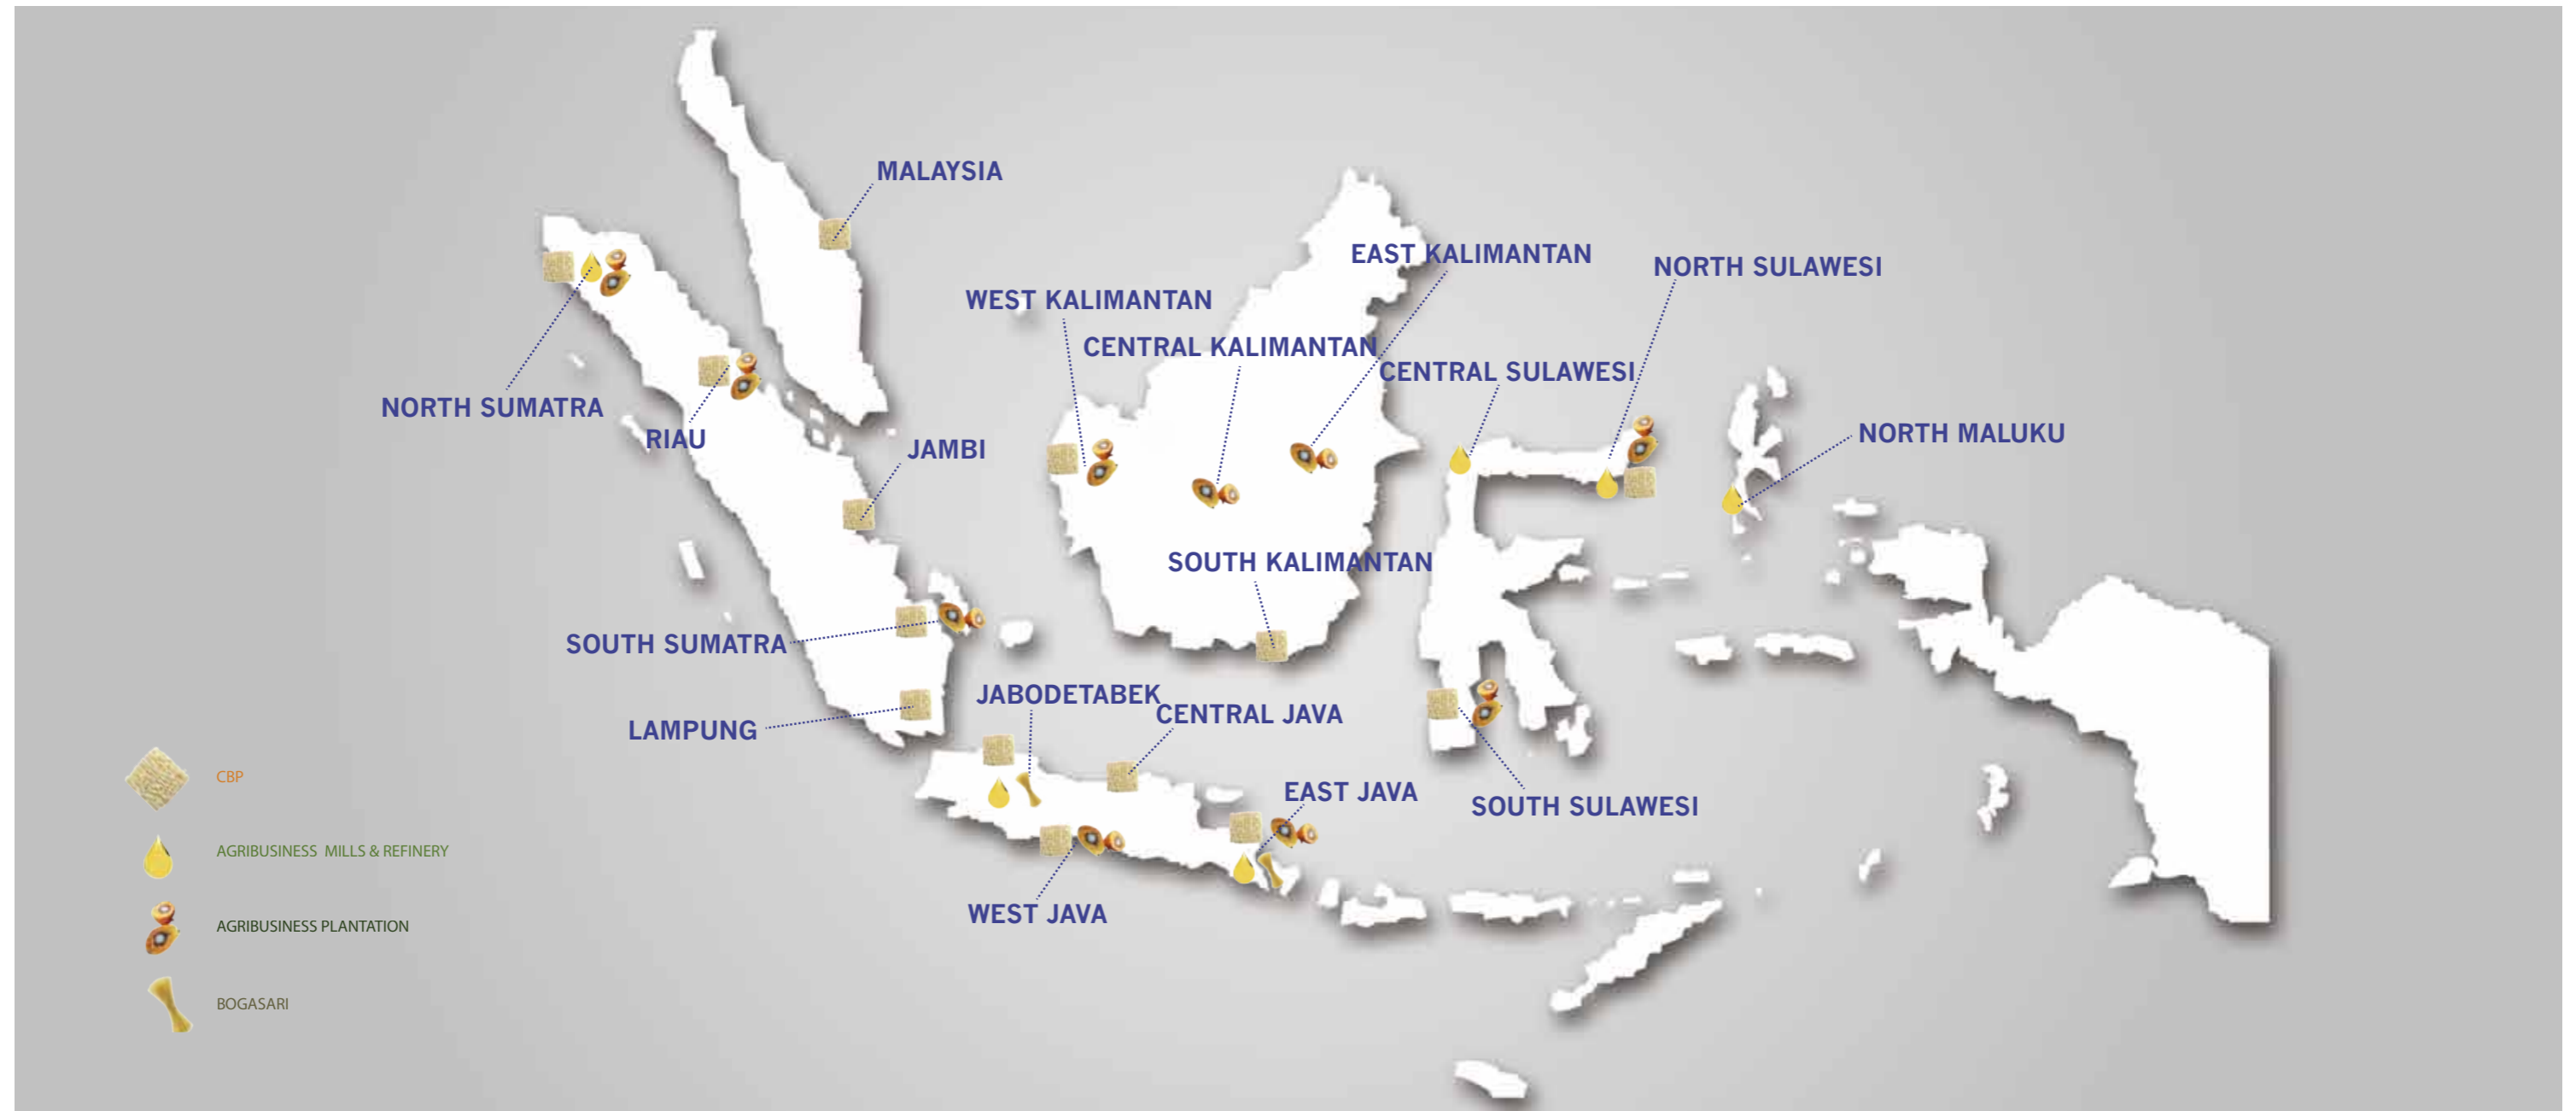 MALAYSIA
EAST KALIMANTAN
NORTH SULAWESI
WEST KALIMANTAN
CENTRAL KALIMANTAN
CENTRAL SULAWESI
NORTH SUMATRA
RIAU
JAMBI
NORTH MALUKU
SOUTH KALIMANTAN
SOUTH SUMATRA
JABODETABEK
CENTRAL JAVA
LAMPUNG
EAST JAVA
SOUTH SULAWESI
WEST JAVA
CBP
AGRIBUSINESS MILLS & REFINERY
AGRIBUSINESS PLANTATION
BOGASARI